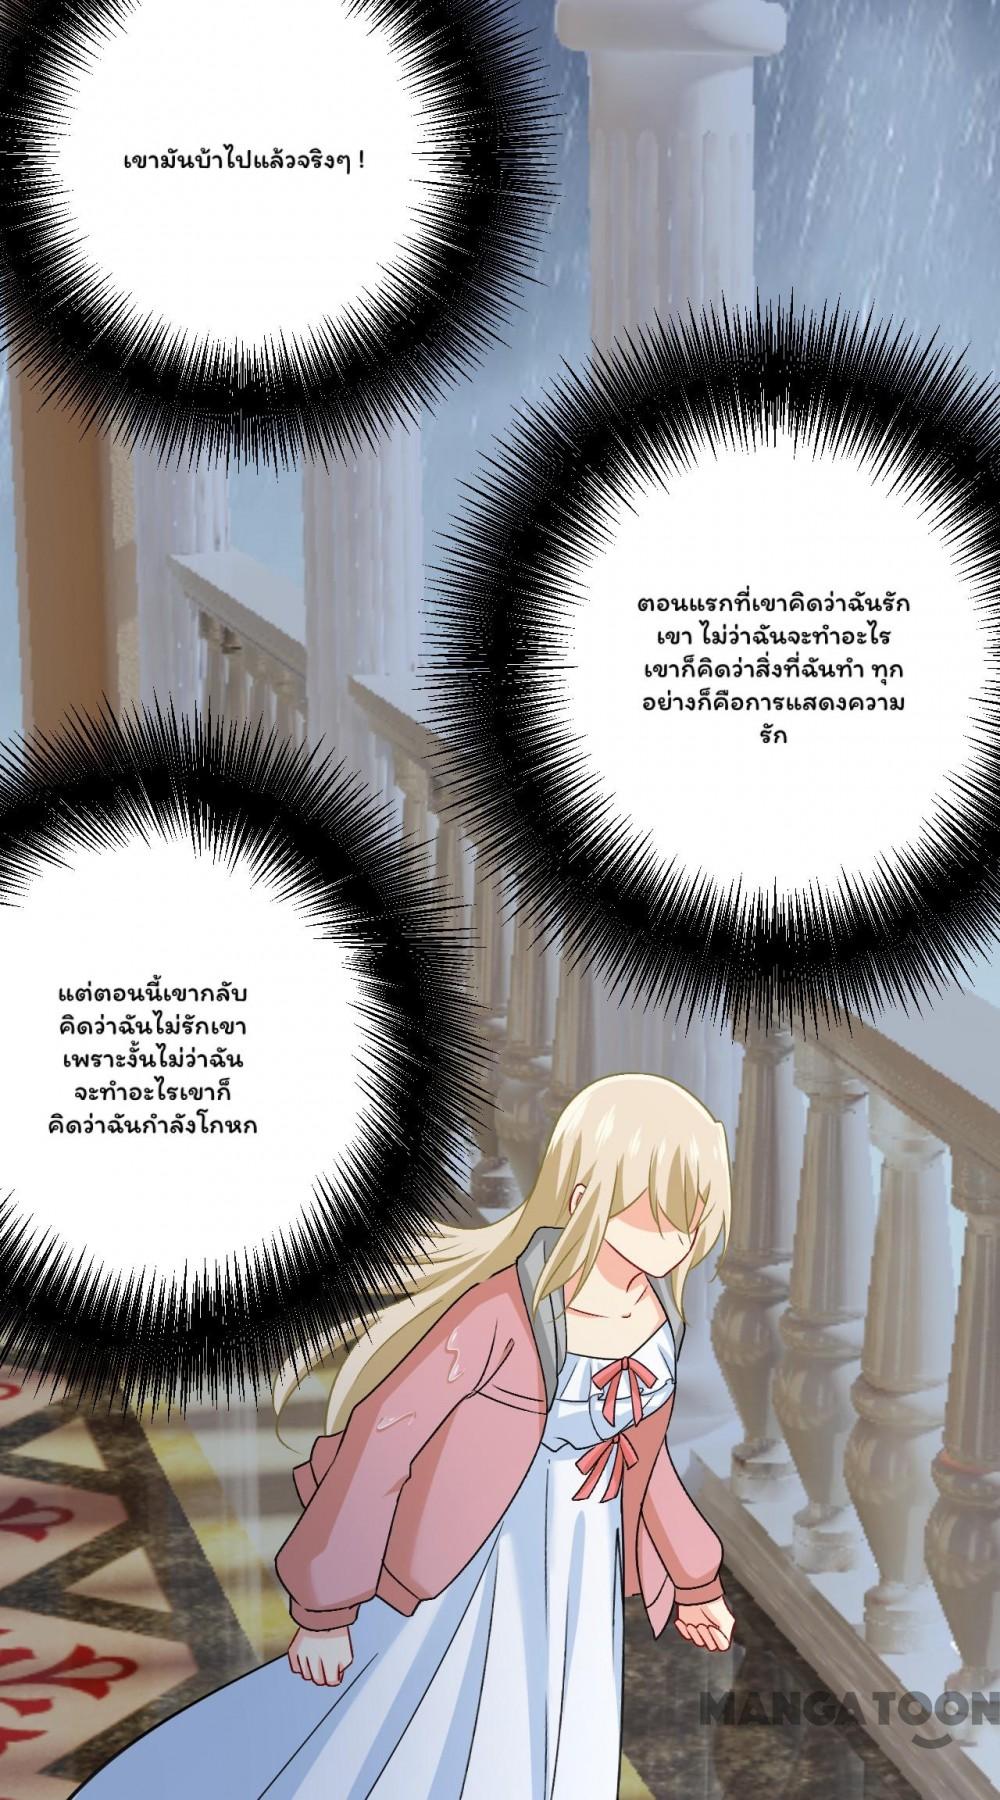 เขามันบ้าไปแล้วจริงๆ !
ตอนแรกที่เขาคิดว่าฉันรัก
เขา ไม่ว่าฉันจะทำอะไร
เขาก็คิดว่าสิ่งที่ฉันทำ ทุก
อย่างก็คือการแสดงความ
รัก
แต่ตอนนี้เขากลับ
คิดว่าฉันไม่รักเขา
เพราะงั้นไม่ว่าฉัน
จะทำอะไรเขาก็
คิดว่าฉันกำลังโกหก
MANGATOON